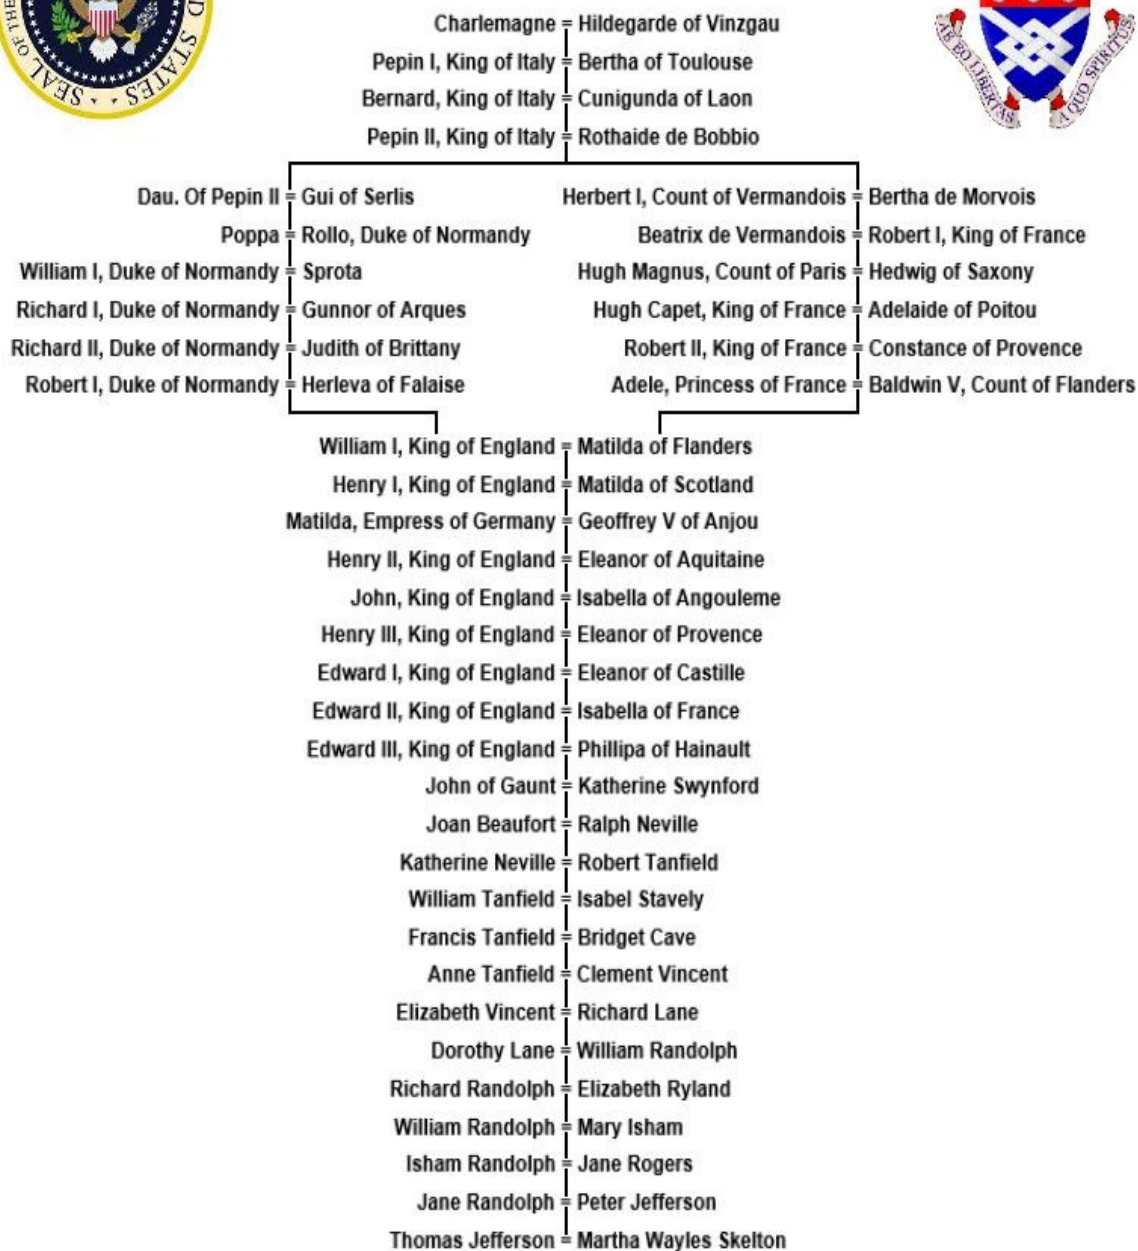 OF THE
D STATES
SEAL
AB EO LIBERTAS A QUO SPIRITUS
Charlemagne = Hildegarde of Vinzgau
Pepin I, King of Italy = Bertha of Toulouse
Bernard, King of Italy = Cunigunda of Laon
Pepin II, King of Italy = Rothaide de Bobbio
Dau. Of Pepin II = Gui of Serlis
Poppa = Rollo, Duke of Normandy
William I, Duke of Normandy = Sprota
Richard I, Duke of Normandy = Gunnor of Arques
Richard II, Duke of Normandy = Judith of Brittany
Robert I, Duke of Normandy = Herleva of Falaise
Herbert I, Count of Vermandois = Bertha de Morvois
Beatrix de Vermandois = Robert I, King of France
Hugh Magnus, Count of Paris = Hedwig of Saxony
Hugh Capet, King of France = Adelaide of Poitou
Robert II, King of France = Constance of Provence
Adele, Princess of France = Baldwin V, Count of Flanders
William I, King of England = Matilda of Flanders
Henry I, King of England = Matilda of Scotland
Matilda, Empress of Germany = Geoffrey V of Anjou
Henry II, King of England = Eleanor of Aquitaine
John, King of England = Isabella of Angouleme
Henry III, King of England = Eleanor of Provence
Edward I, King of England = Eleanor of Castille
Edward II, King of England = Isabella of France
Edward III, King of England = Phillipa of Hainault
John of Gaunt = Katherine Swynford
Joan Beaufort = Ralph Neville
Katherine Neville = Robert Tanfield
William Tanfield = Isabel Stavely
Francis Tanfield = Bridget Cave
Anne Tanfield = Clement Vincent
Elizabeth Vincent = Richard Lane
Dorothy Lane = William Randolph
Richard Randolph = Elizabeth Ryland
William Randolph = Mary Isham
Isham Randolph = Jane Rogers
Jane Randolph = Peter Jefferson
Thomas Jefferson = Martha Wayles Skelton